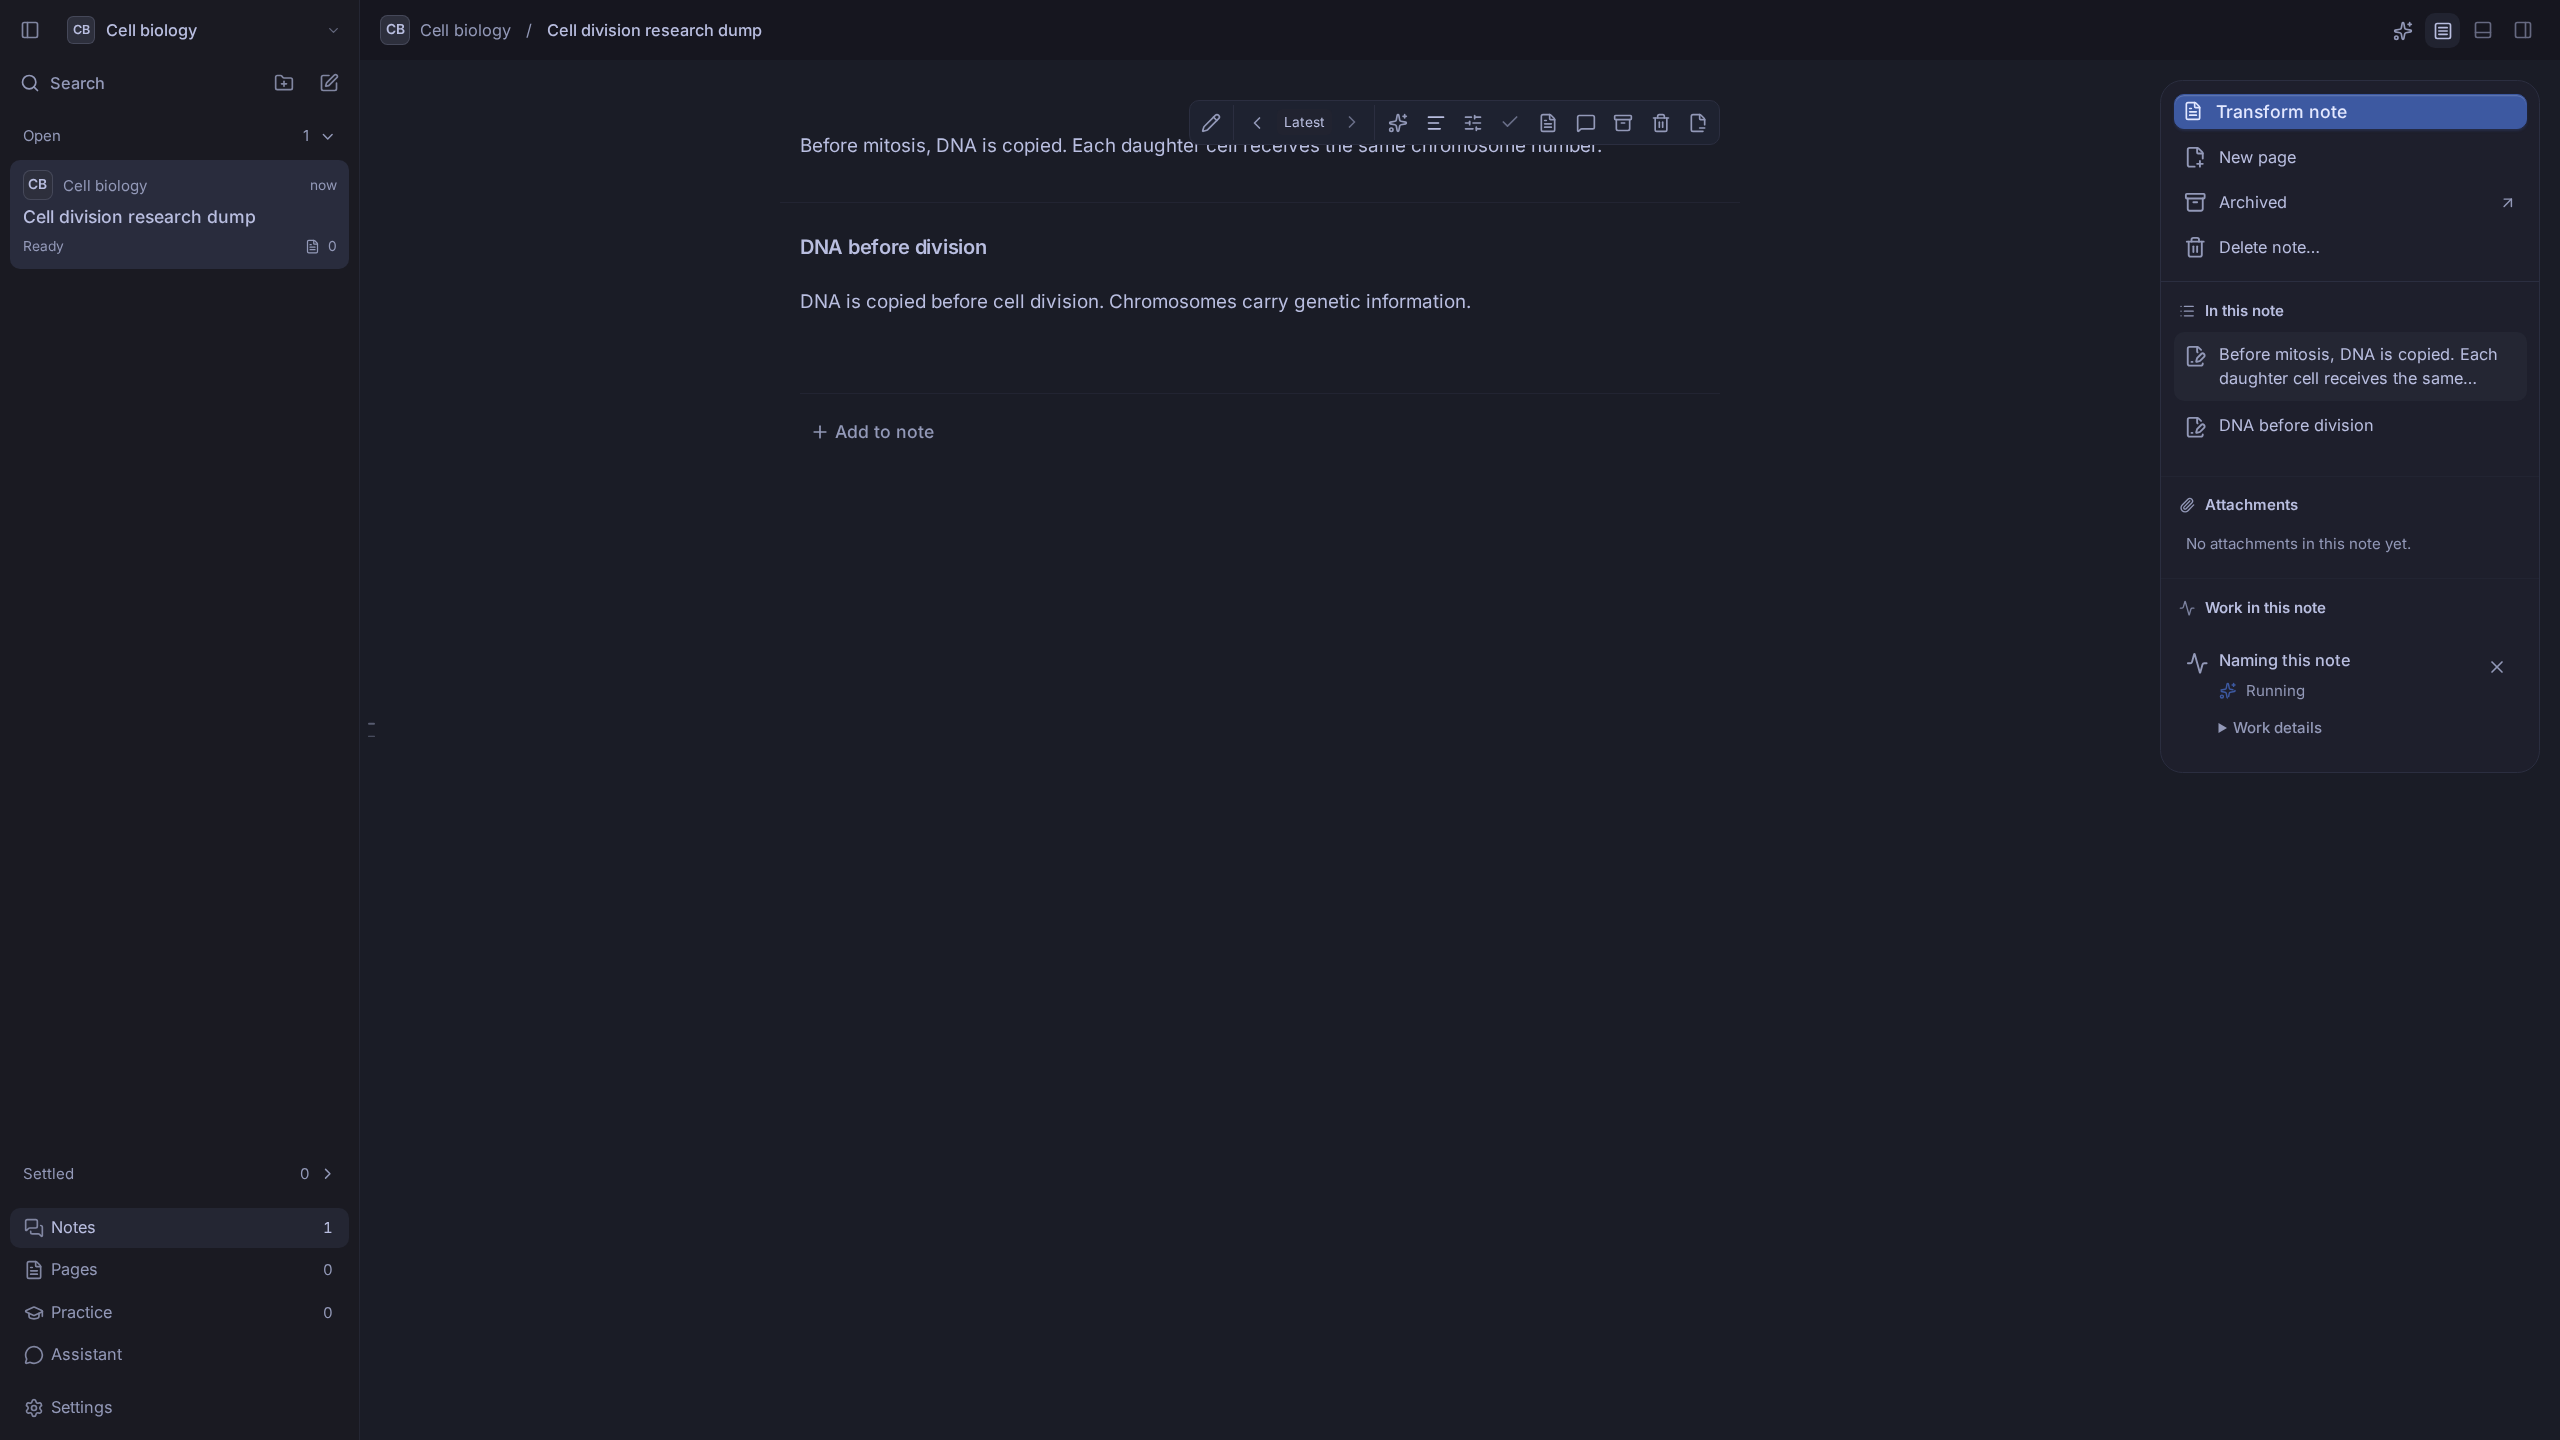 CB Cell biology
Search
Open 1
CB Cell biology now
Cell division research dump
Ready 0
Settled 0
Notes 1
Pages 0
Practice 0
Assistant
Settings
CB Cell biology / Cell division research dump
Latest
Before mitosis, DNA is copied. Each daughter cell receives the same chromosome number.
DNA before division
DNA is copied before cell division. Chromosomes carry genetic information.
Add to note
Transform note
New page
Archived
Delete note...
In this note
Before mitosis, DNA is copied. Each
daughter cell receives the same...
DNA before division
Attachments
No attachments in this note yet.
Work in this note
Naming this note
Running
Work details